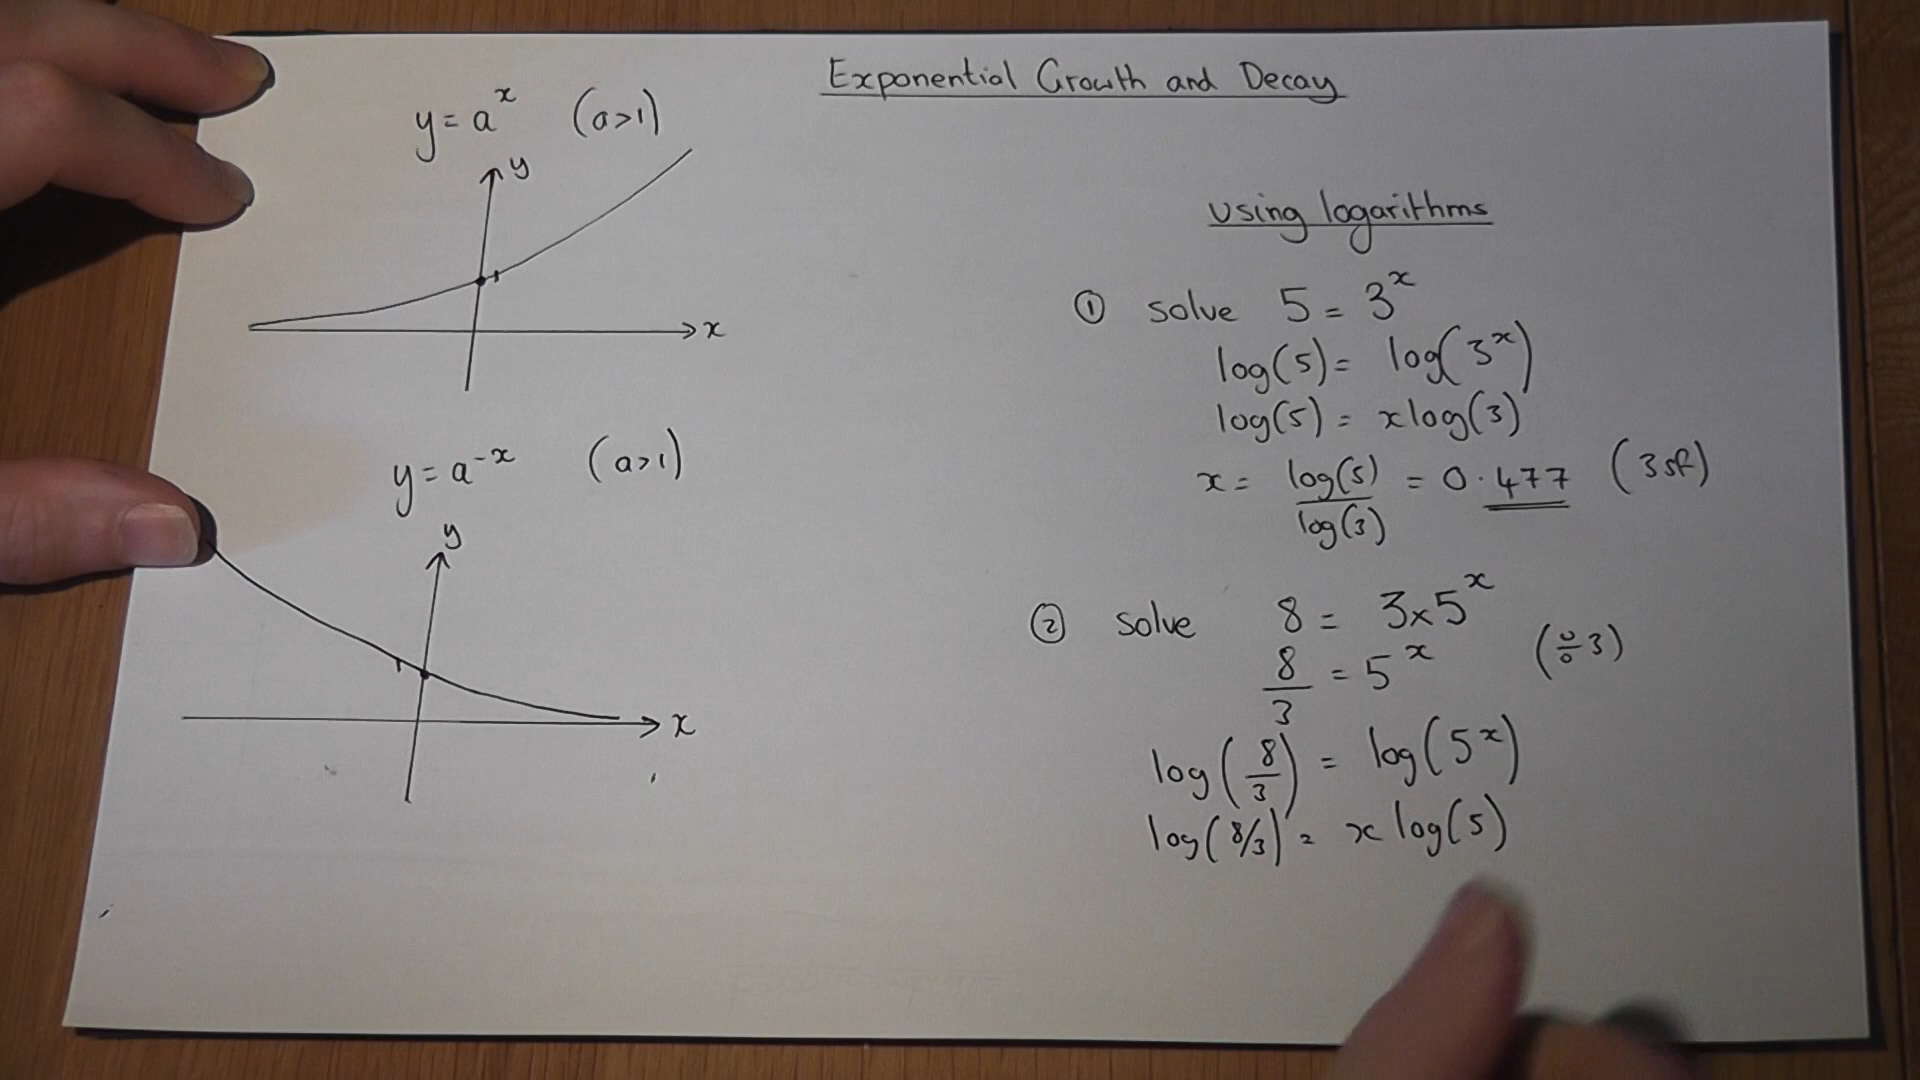 Exponential Growth and Decay
y = a^x (a>1)
y
1
x
y = a^-x (a>1)
y
1
x
using logarithms
① solve 5 = 3^x
log(5) = log(3^x)
log(5) = x log(3)
x = log(5)/log(3) = 0.477 (3sf)
② solve 8 = 3×5^x
8/3 = 5^x (÷3)
log(8/3) = log(5^x)
log(8/3) = x log(5)